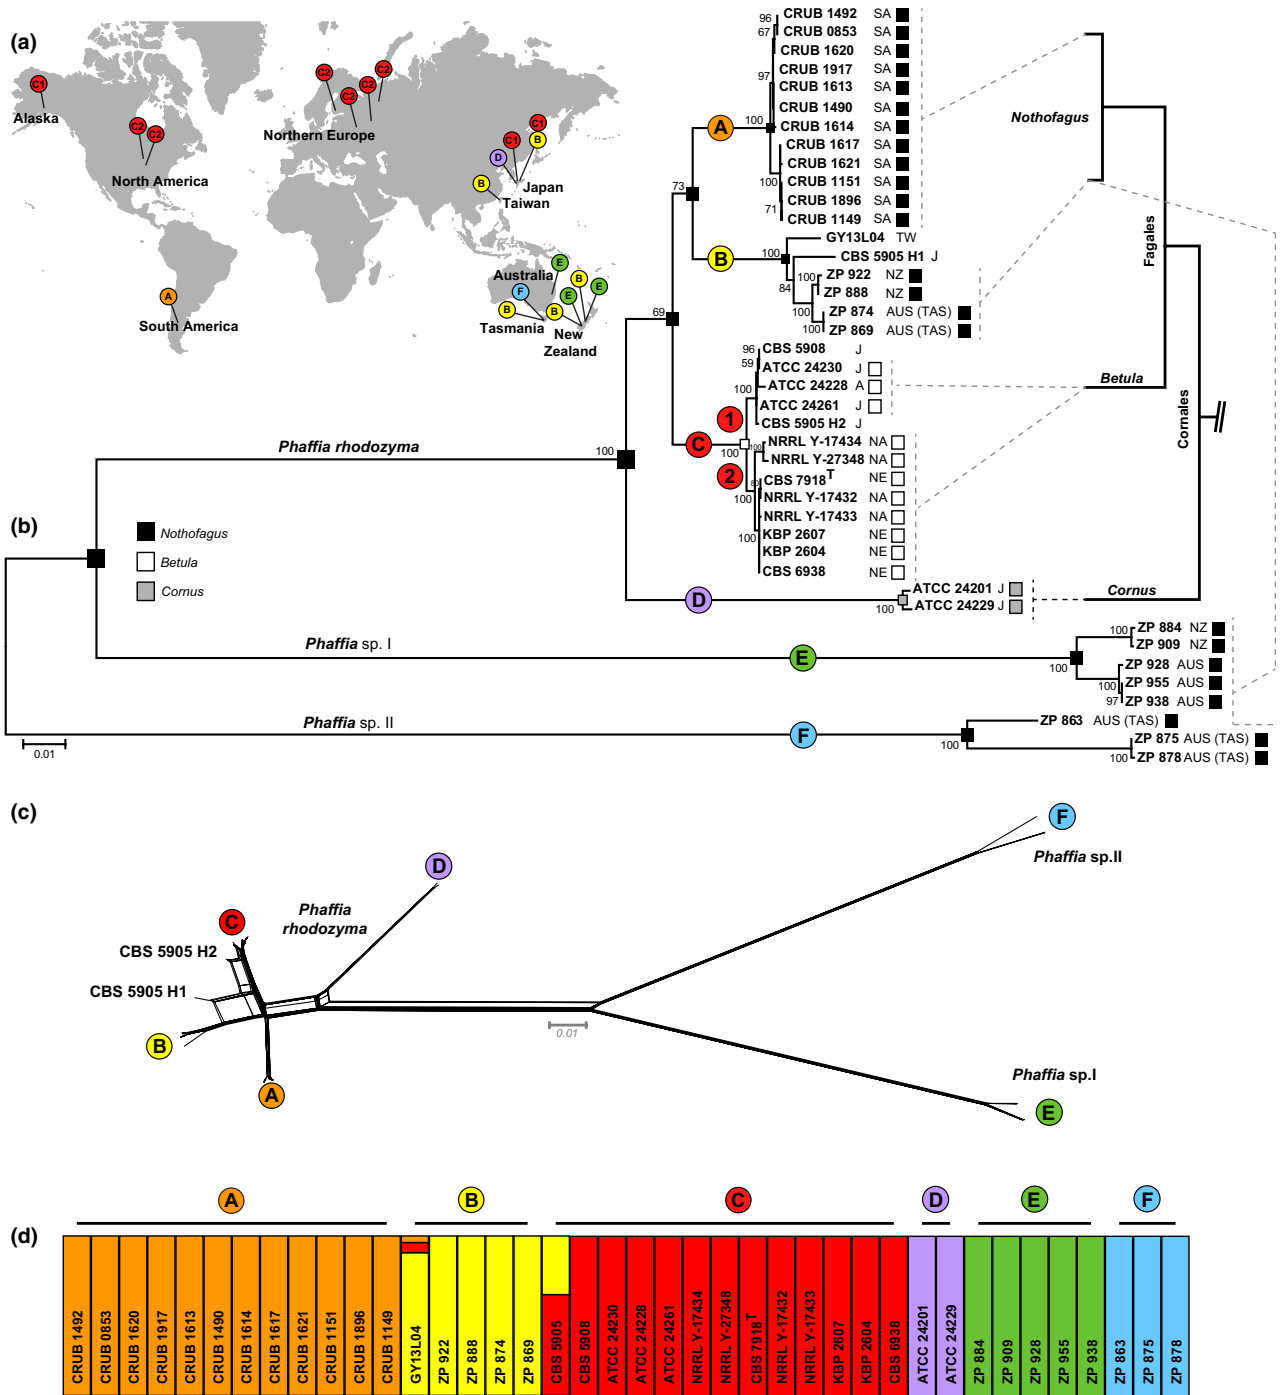 (a)
C1
Alaska
C2
C2
North America
C2
C2
C2
C2
Northern Europe
C1
C1
B
D
B
Japan
Taiwan
A
South America
Australia
E
F
B
E
E
B
B
Tasmania
New
Zealand
(b)
Phaffia rhodozyma
100
69
73
A
100
97
96
67
100
71
CRUB 1492 SA
CRUB 0853 SA
CRUB 1620 SA
CRUB 1917 SA
CRUB 1613 SA
CRUB 1490 SA
CRUB 1614 SA
CRUB 1617 SA
CRUB 1621 SA
CRUB 1151 SA
CRUB 1896 SA
CRUB 1149 SA
B
100
84
100
100
100
GY13L04 TW
CBS 5905 H1 J
ZP 922 NZ
ZP 888 NZ
ZP 874 AUS (TAS)
ZP 869 AUS (TAS)
C
1
2
100
96
59
100
100
100
100
CBS 5908 J
ATCC 24230 J
ATCC 24228 A
ATCC 24261 J
CBS 5905 H2 J
NRRL Y-17434 NA
NRRL Y-27348 NA
CBS 7918T NE
NRRL Y-17432 NA
NRRL Y-17433 NA
KBP 2607 NE
KBP 2604 NE
CBS 6938 NE
D
100
ATCC 24201 J
ATCC 24229 J
Nothofagus
Betula
Cornus
Fagales
Cornales
Nothofagus
Betula
Cornus
Phaffia sp. I
E
100
100
100
97
ZP 884 NZ
ZP 909 NZ
ZP 928 AUS
ZP 955 AUS
ZP 938 AUS
Phaffia sp. II
F
100
100
ZP 863 AUS (TAS)
ZP 875 AUS (TAS)
ZP 878 AUS (TAS)
0.01
(c)
F
Phaffia sp.II
D
Phaffia
rhodozyma
C
CBS 5905 H2
CBS 5905 H1
B
A
0.01
Phaffia sp.I
E
(d)
A
B
C
D
E
F
CRUB 1492
CRUB 0853
CRUB 1620
CRUB 1917
CRUB 1613
CRUB 1490
CRUB 1614
CRUB 1617
CRUB 1621
CRUB 1151
CRUB 1896
CRUB 1149
GY13L04
ZP 922
ZP 888
ZP 874
ZP 869
CBS 5905
CBS 5908
ATCC 24230
ATCC 24228
ATCC 24261
NRRL Y-17434
NRRL Y-27348
CBS 7918T
NRRL Y-17432
NRRL Y-17433
KBP 2607
KBP 2604
CBS 6938
ATCC 24201
ATCC 24229
ZP 884
ZP 909
ZP 928
ZP 955
ZP 938
ZP 863
ZP 875
ZP 878